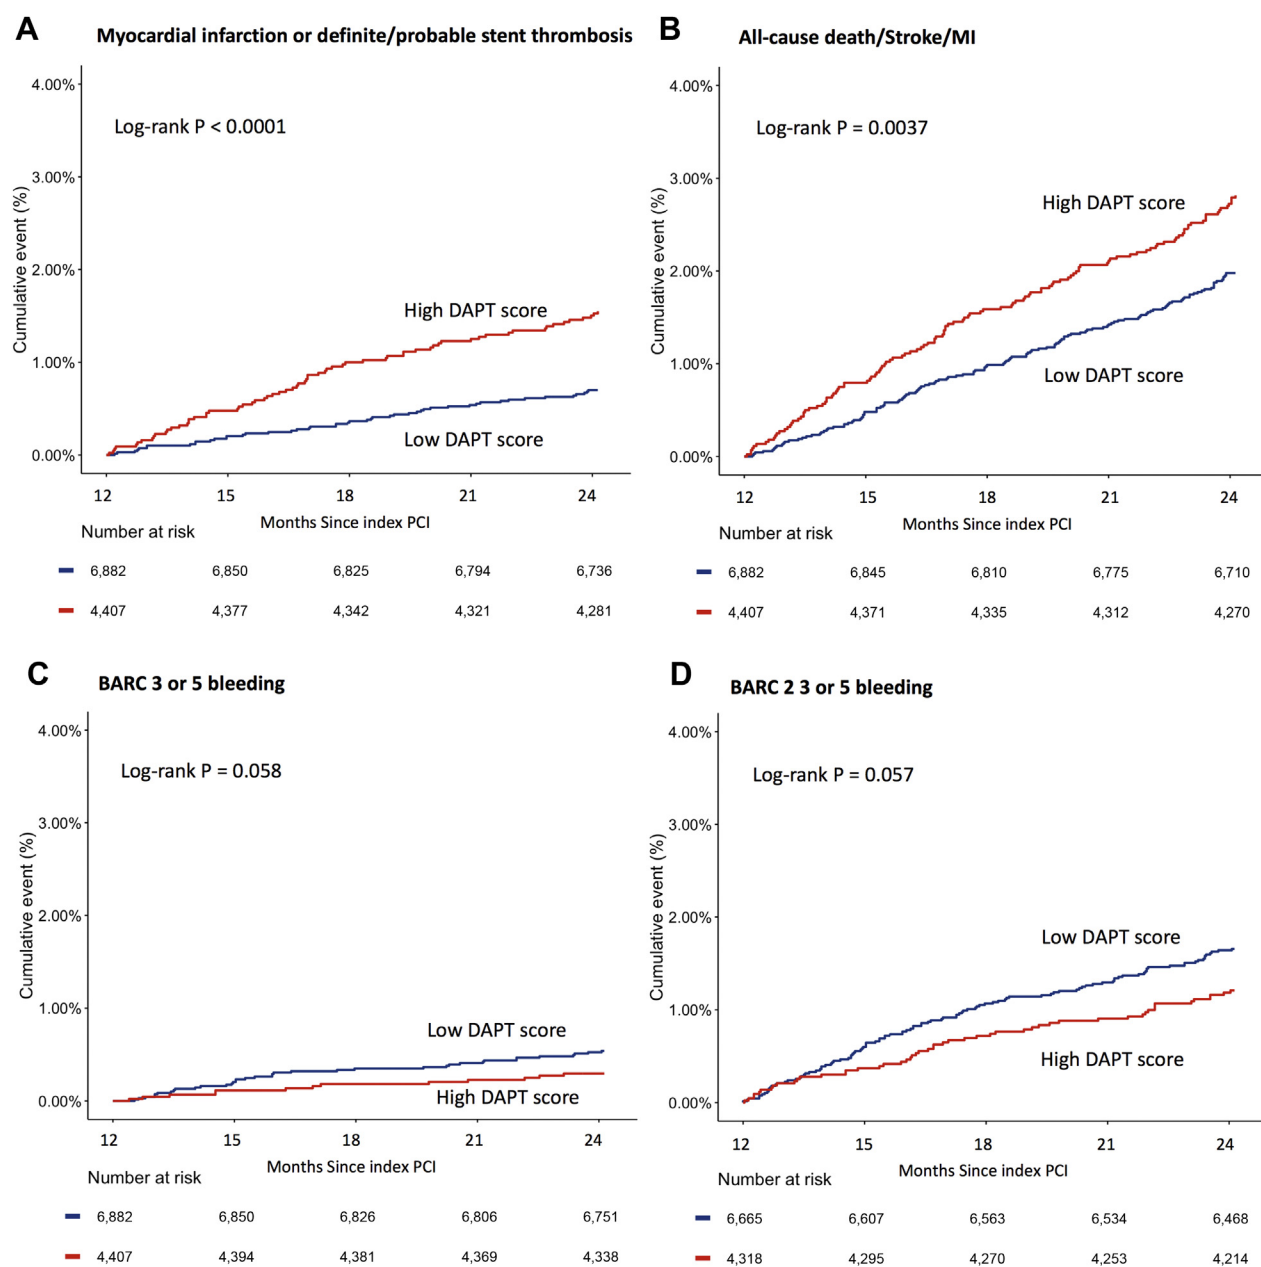 A
Myocardial infarction or definite/probable stent thrombosis
4.00%
3.00%
2.00%
1.00%
0.00%
Cumulative event (%)
Log-rank P < 0.0001
High DAPT score
Low DAPT score
12 15 18 21 24
Months Since index PCI
Number at risk
6,882 6,850 6,825 6,794 6,736
4,407 4,377 4,342 4,321 4,281
B
All-cause death/Stroke/MI
4.00%
3.00%
2.00%
1.00%
0.00%
Cumulative event (%)
Log-rank P = 0.0037
High DAPT score
Low DAPT score
12 15 18 21 24
Months Since index PCI
Number at risk
6,882 6,845 6,810 6,775 6,710
4,407 4,371 4,335 4,312 4,270
C
BARC 3 or 5 bleeding
4.00%
3.00%
2.00%
1.00%
0.00%
Cumulative event (%)
Log-rank P = 0.058
Low DAPT score
High DAPT score
12 15 18 21 24
Months Since index PCI
Number at risk
6,882 6,850 6,826 6,806 6,751
4,407 4,394 4,381 4,369 4,338
D
BARC 2 3 or 5 bleeding
4.00%
3.00%
2.00%
1.00%
0.00%
Cumulative event (%)
Log-rank P = 0.057
Low DAPT score
High DAPT score
12 15 18 21 24
Months Since index PCI
Number at risk
6,665 6,607 6,563 6,534 6,468
4,318 4,295 4,270 4,253 4,214